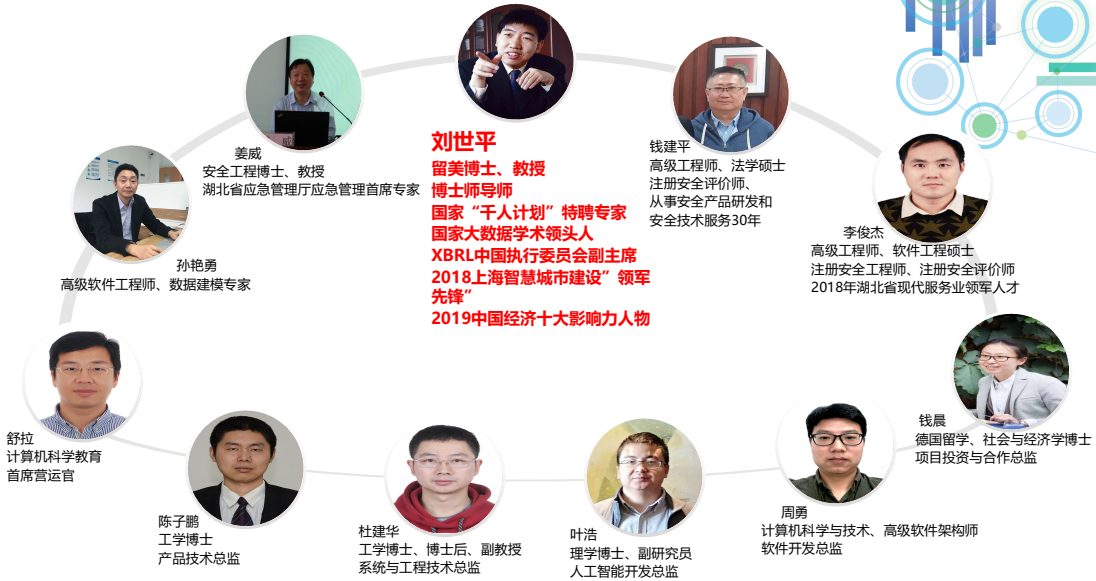 刘世平
留美博士、教授
博士师导师
国家“千人计划”特聘专家
国家大数据学术领头人
XBRL中国执行委员会副主席
2018上海智慧城市建设”领军
先锋“
2019中国经济十大影响力人物
姜威
安全工程博士、教授
湖北省应急管理厅应急管理首席专家
钱建平
高级工程师、法学硕士
注册安全评价师、
从事安全产品研发和
安全技术服务30年
孙艳勇
高级软件工程师、数据建模专家
李俊杰
高级工程师、软件工程硕士
注册安全工程师、注册安全评价师
2018年湖北省现代服务业领军人才
舒拉
计算机科学教育
首席营运官
钱晨
德国留学、社会与经济学博士
项目投资与合作总监
陈子鹏
工学博士
产品技术总监
杜建华
工学博士、博士后、副教授
系统与工程技术总监
叶浩
理学博士、副研究员
人工智能开发总监
周勇
计算机科学与技术、高级软件架构师
软件开发总监
威